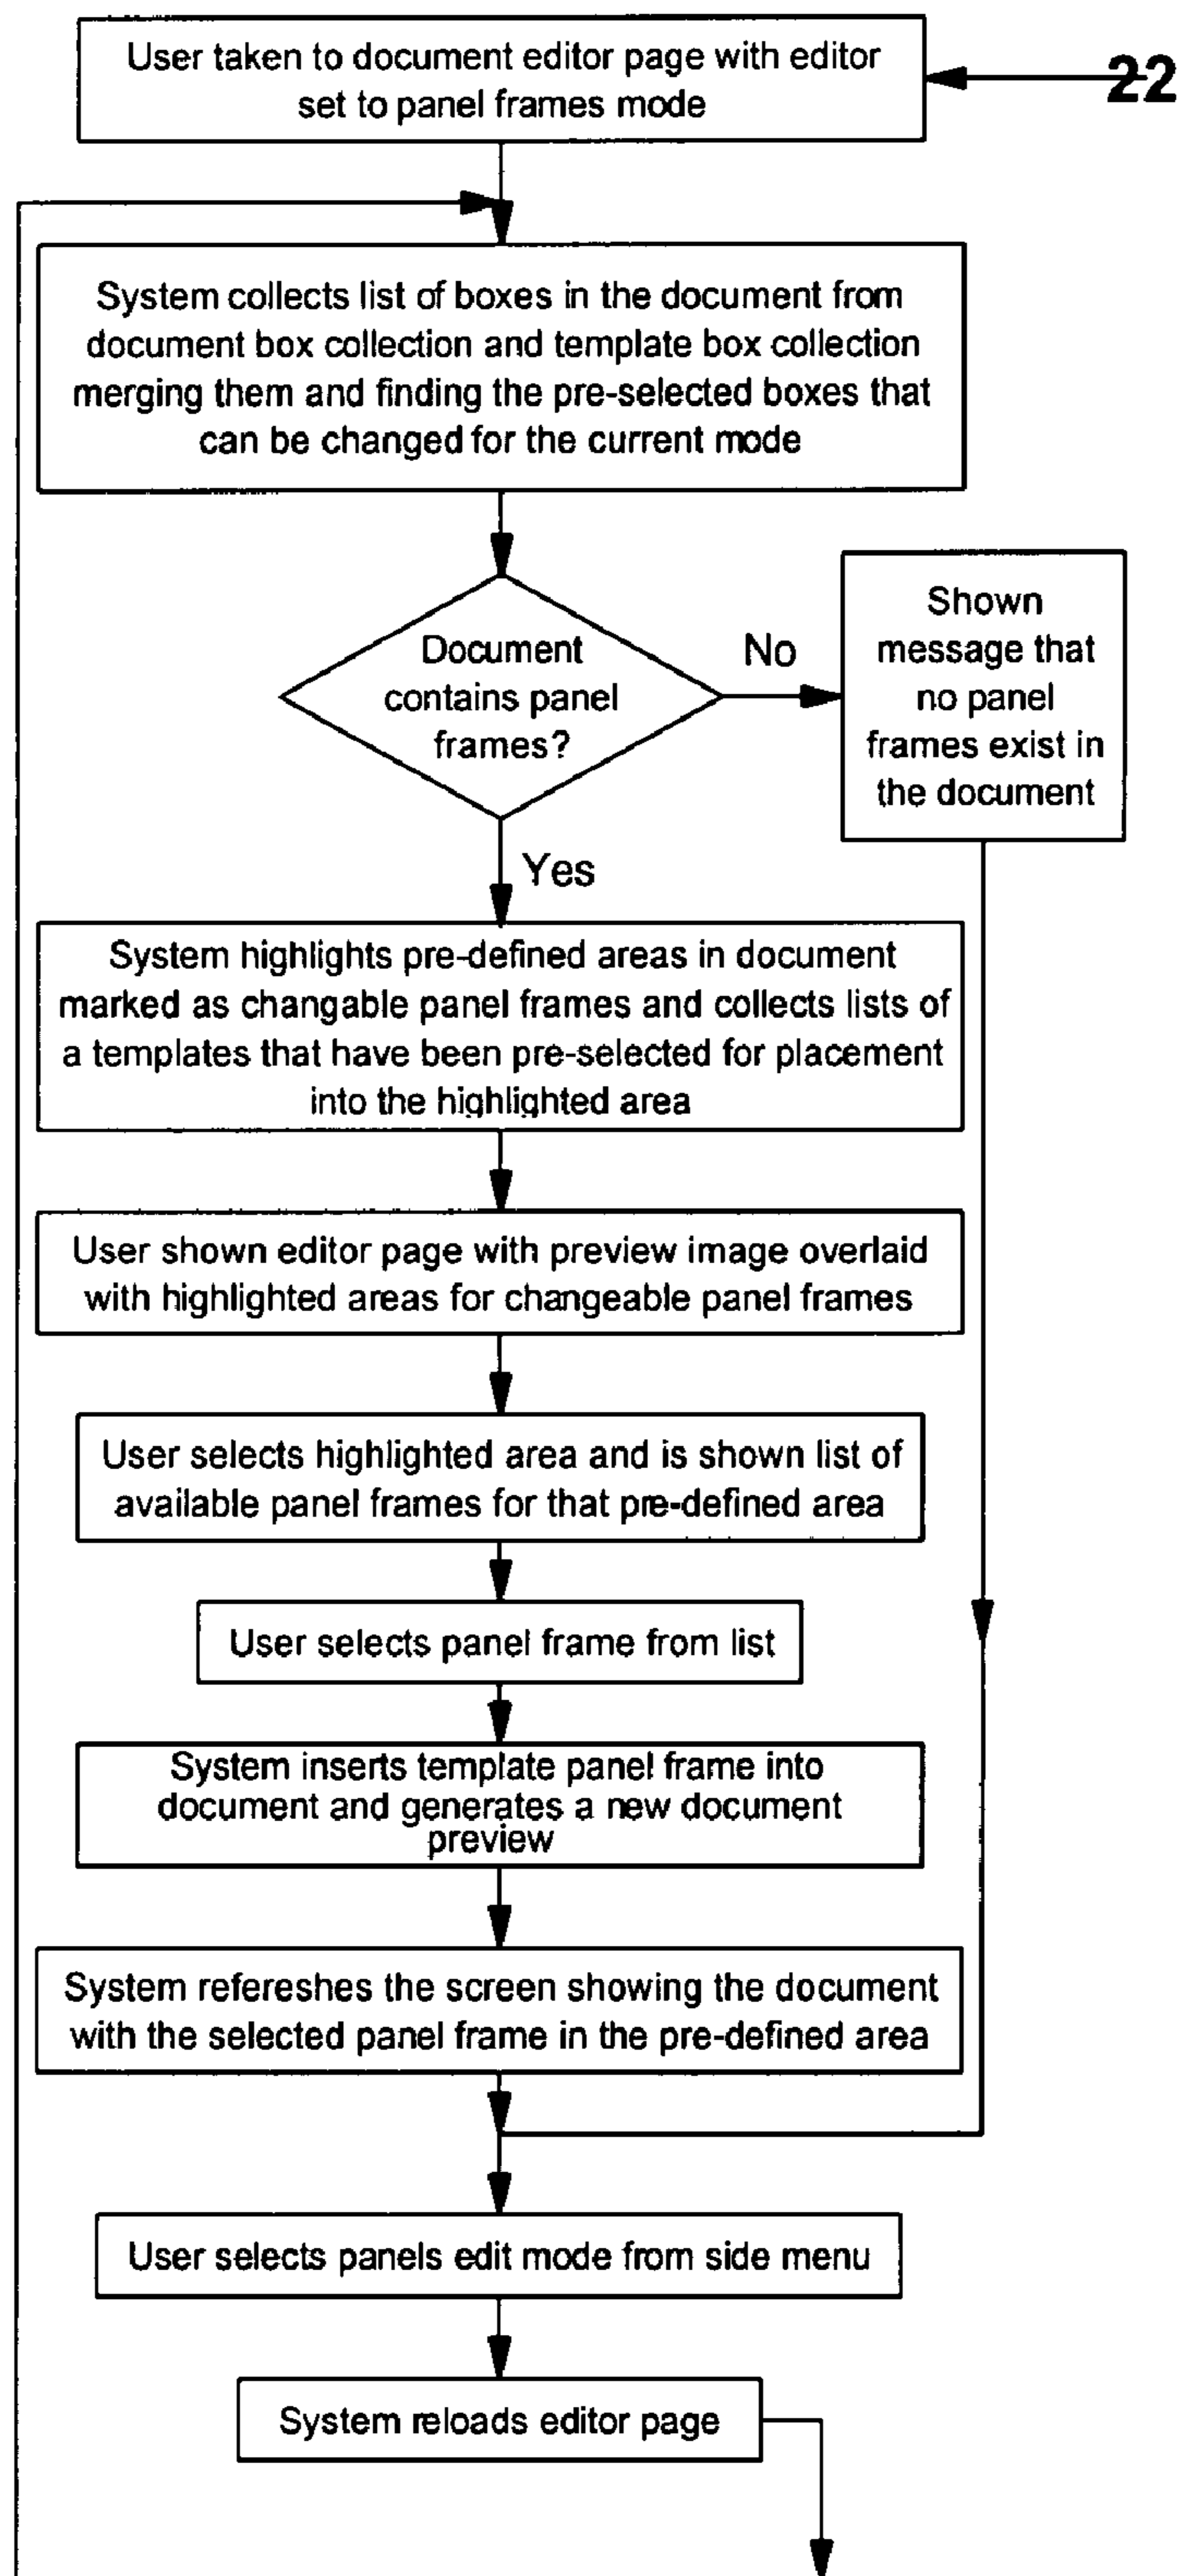 User taken to document editor page with editor
set to panel frames mode
22
System collects list of boxes in the document from
document box collection and template box collection
merging them and finding the pre-selected boxes that
can be changed for the current mode
Document
contains panel
frames?
No
Shown
message that
no panel
frames exist in
the document
Yes
System highlights pre-defined areas in document
marked as changable panel frames and collects lists of
a templates that have been pre-selected for placement
into the highlighted area
User shown editor page with preview image overlaid
with highlighted areas for changeable panel frames
User selects highlighted area and is shown list of
available panel frames for that pre-defined area
User selects panel frame from list
System inserts template panel frame into
document and generates a new document
preview
System refereshes the screen showing the document
with the selected panel frame in the pre-defined area
User selects panels edit mode from side menu
System reloads editor page